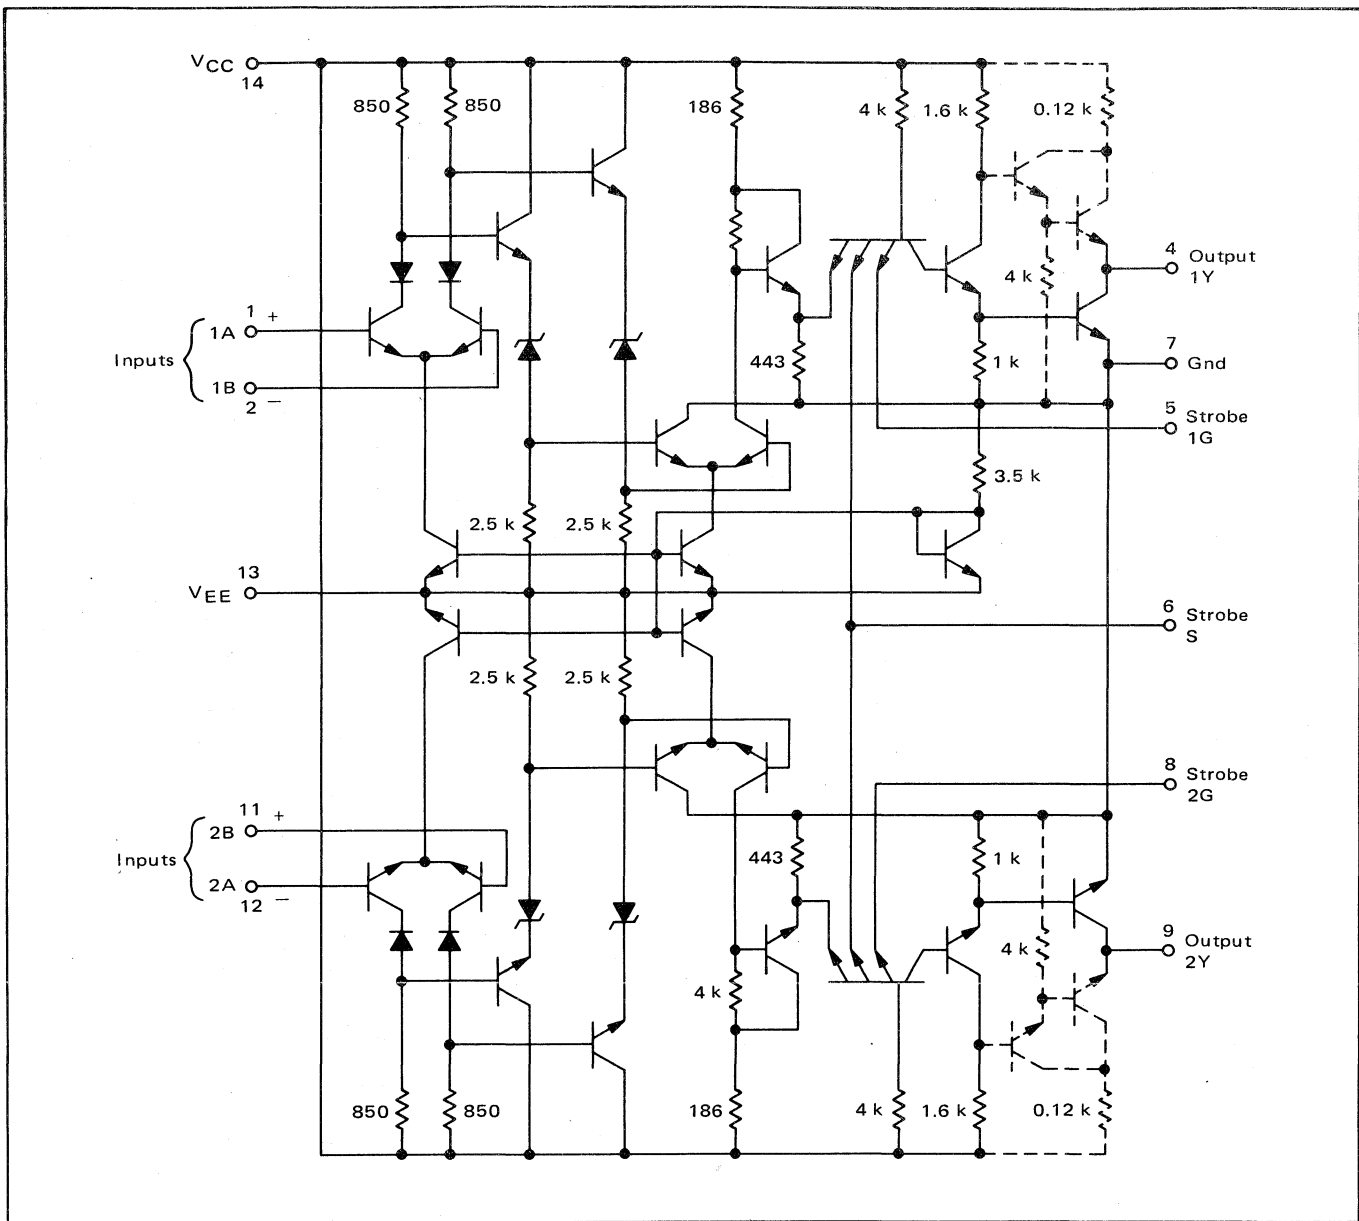 VCC
14
850
850
186
4 k
1.6 k
0.12 k
4 k
4
Output
1Y
1 +
1A
Inputs
1B
2 −
443
1 k
7
Gnd
5
Strobe
1G
3.5 k
2.5 k
2.5 k
13
VEE
6
Strobe
S
2.5 k
2.5 k
8
Strobe
2G
11 +
2B
Inputs
2A
12 −
443
1 k
4 k
9
Output
2Y
4 k
850
850
186
4 k
1.6 k
0.12 k